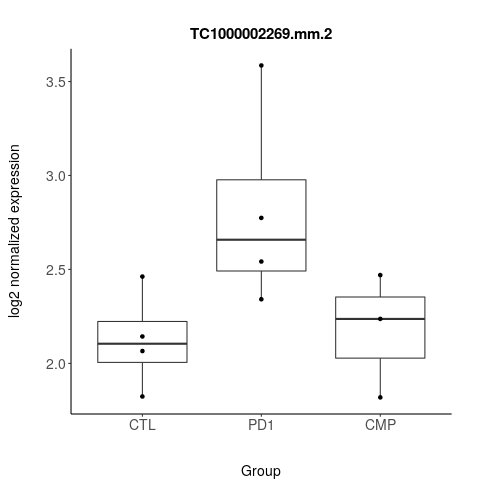 TC1000002269.mm.2
log2 normalized expression
3.5
3.0
2.5
2.0
CTL
PD1
CMP
Group